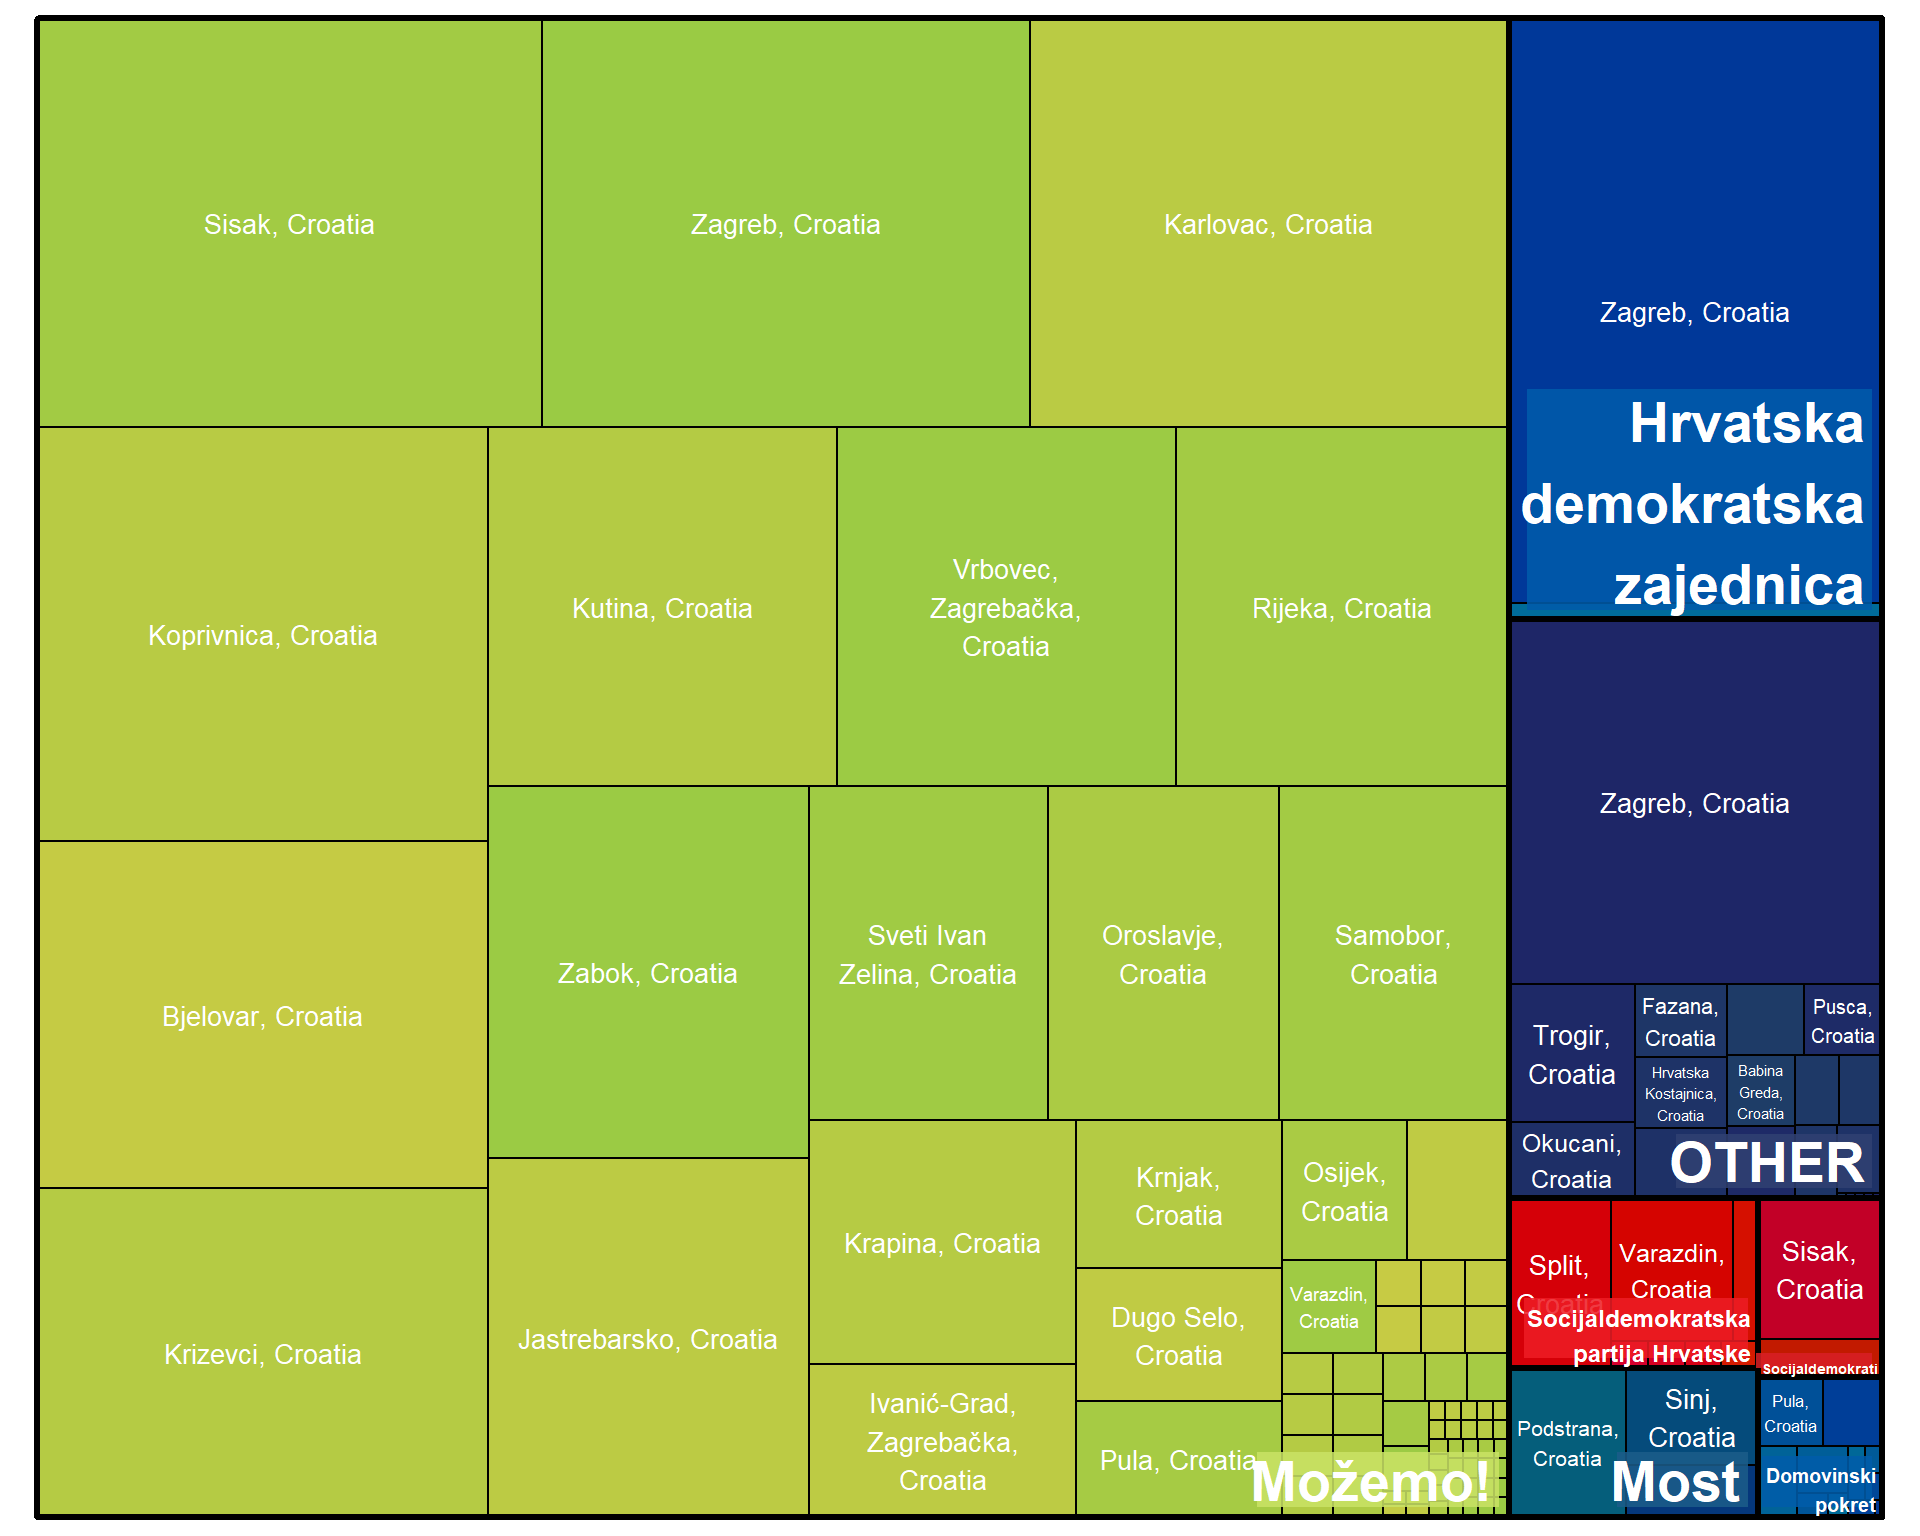 Sisak, Croatia
Zagreb, Croatia
Karlovac, Croatia
Zagreb, Croatia
Hrvatska
demokratska
zajednica
Koprivnica, Croatia
Kutina, Croatia
Vrbovec,
Zagrebačka,
Croatia
Rijeka, Croatia
Bjelovar, Croatia
Zabok, Croatia
Sveti Ivan
Zelina, Croatia
Oroslavje,
Croatia
Samobor,
Croatia
Krizevci, Croatia
Jastrebarsko, Croatia
Krapina, Croatia
Ivanić-Grad,
Zagrebačka,
Croatia
Krnjak,
Croatia
Dugo Selo,
Croatia
Pula, Croatia
Osijek,
Croatia
Varazdin,
Croatia
Možemo!
Zagreb, Croatia
Trogir,
Croatia
Fazana,
Croatia
Pusca,
Croatia
Hrvatska
Kostajnica,
Croatia
Babina
Greda,
Croatia
Okucani,
Croatia
OTHER
Split,
Croatia
Varazdin,
Croatia
Socijaldemokratska
partija Hrvatske
Sisak,
Croatia
Socijaldemokrati
Podstrana,
Croatia
Sinj,
Croatia
Most
Pula,
Croatia
Domovinski
pokret